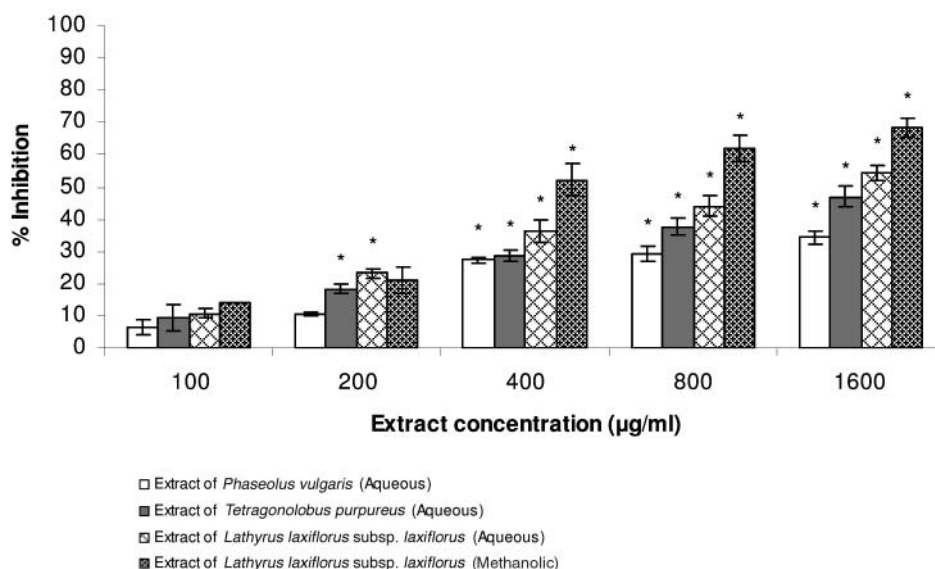 100
90
80
70
60
50
40
30
20
10
0
% Inhibition
* *
* * * *
* * * *
* * * *
100 200 400 800 1600
Extract concentration (µg/ml)
Extract of Phaseolus vulgaris (Aqueous)
Extract of Tetragonolobus purpureus (Aqueous)
Extract of Lathyrus laxiflorus subsp. laxiflorus (Aqueous)
Extract of Lathyrus laxiflorus subsp. laxiflorus (Methanolic)